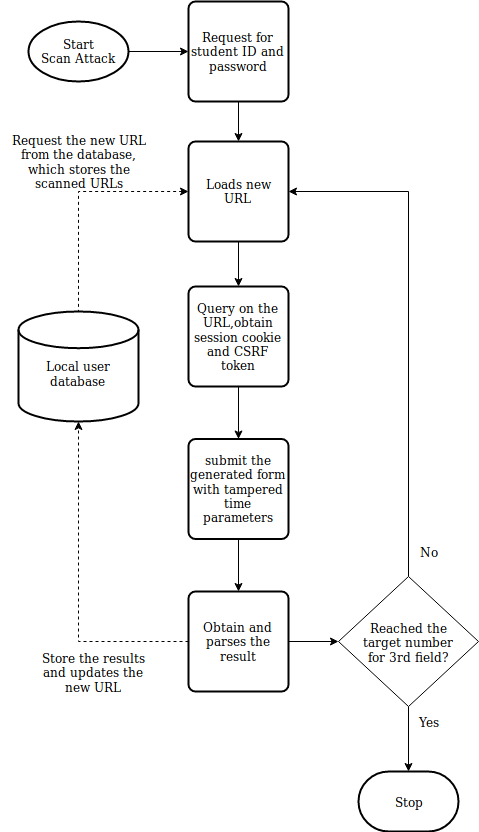 Start
Scan Attack
Request for
student ID and
password
Request the new URL
from the database,
which stores the
scanned URLs
Loads new
URL
Query on the
URL,obtain
session cookie
and CSRF
token
Local user
database
submit the
generated form
with tampered
time
parameters
No
Obtain and
parses the
result
Reached the
target number
for 3rd field?
Store the results
and updates the
new URL
Yes
Stop